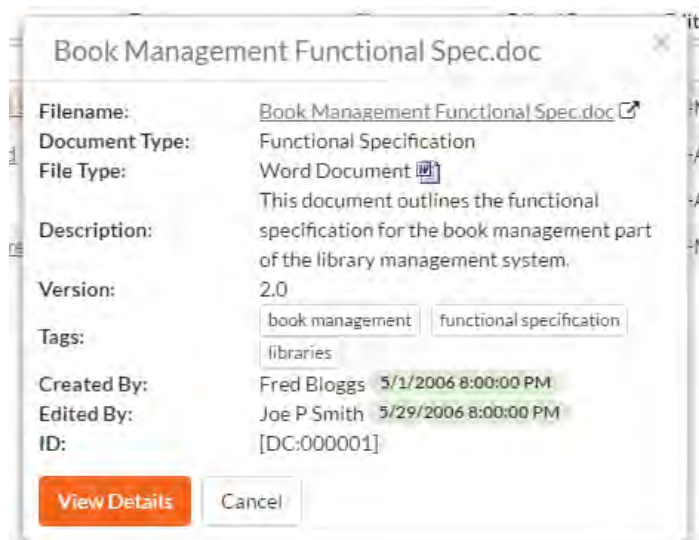 Book Management Functional Spec.doc ×
Filename: Book Management Functional Spec.doc
Document Type: Functional Specification
File Type: Word Document
This document outlines the functional
Description: specification for the book management part
of the library management system.
Version: 2.0
book management functional specification
Tags:
libraries
Created By: Fred Bloggs 5/1/2006 8:00:00 PM
Edited By: Joe P Smith 5/29/2006 8:00:00 PM
ID: [DC:000001]
View Details Cancel